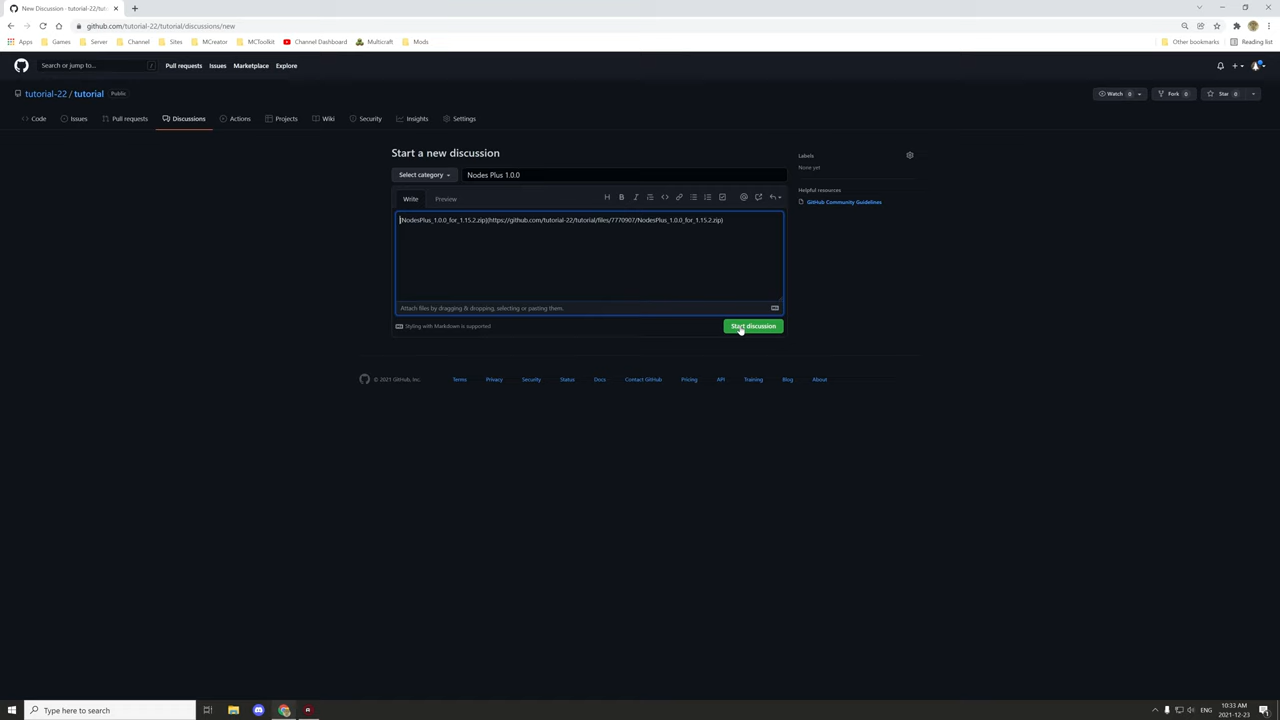 New Discussion · tutorial-22/tut
github.com/tutorial-22/tutorial/discussions/new
Apps
Games
Server
Channel
Sites
MCreator
MCToolkit
Channel Dashboard
Multicraft
Mods
Other bookmarks
Reading list
Search or jump to...
/
Pull requests
Issues
Marketplace
Explore
tutorial-22 / tutorial
Public
Watch 0
Fork 0
Star 0
Code
Issues
Pull requests
Discussions
Actions
Projects
Wiki
Security
Insights
Settings
Start a new discussion
Select category
Nodes Plus 1.0.0
Labels
None yet
Helpful resources
GitHub Community Guidelines
Write
Preview
[NodesPlus_1.0.0_for_1.15.2.zip](https://github.com/tutorial-22/tutorial/files/7770907/NodesPlus_1.0.0_for_1.15.2.zip)
Attach files by dragging & dropping, selecting or pasting them.
Styling with Markdown is supported
Start discussion
© 2021 GitHub, Inc.
Terms
Privacy
Security
Status
Docs
Contact GitHub
Pricing
API
Training
Blog
About
Type here to search
ENG
10:33 AM
2021-12-23